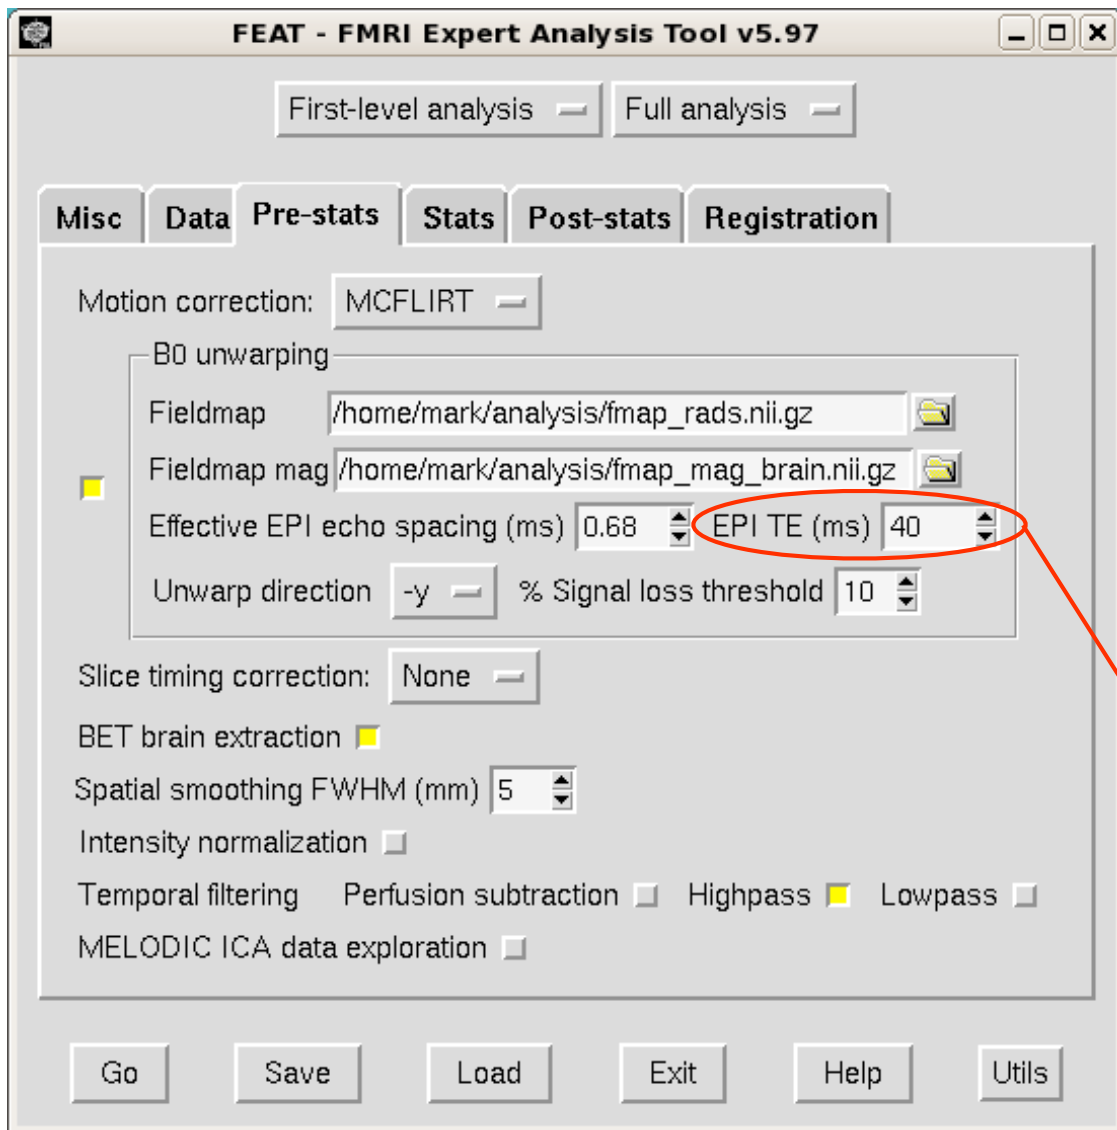 FEAT - FMRI Expert Analysis Tool v5.97
First-level analysis Full analysis
Misc Data Pre-stats Stats Post-stats Registration
Motion correction: MCFLIRT
B0 unwarping
Fieldmap /home/mark/analysis/fmap_rads.nii.gz
Fieldmap mag /home/mark/analysis/fmap_mag_brain.nii.gz
Effective EPI echo spacing (ms) 0.68 EPI TE (ms) 40
Unwarp direction -y % Signal loss threshold 10
Slice timing correction: None
BET brain extraction
Spatial smoothing FWHM (mm) 5
Intensity normalization
Temporal filtering Perfusion subtraction Highpass Lowpass
MELODIC ICA data exploration
Go Save Load Exit Help Utils